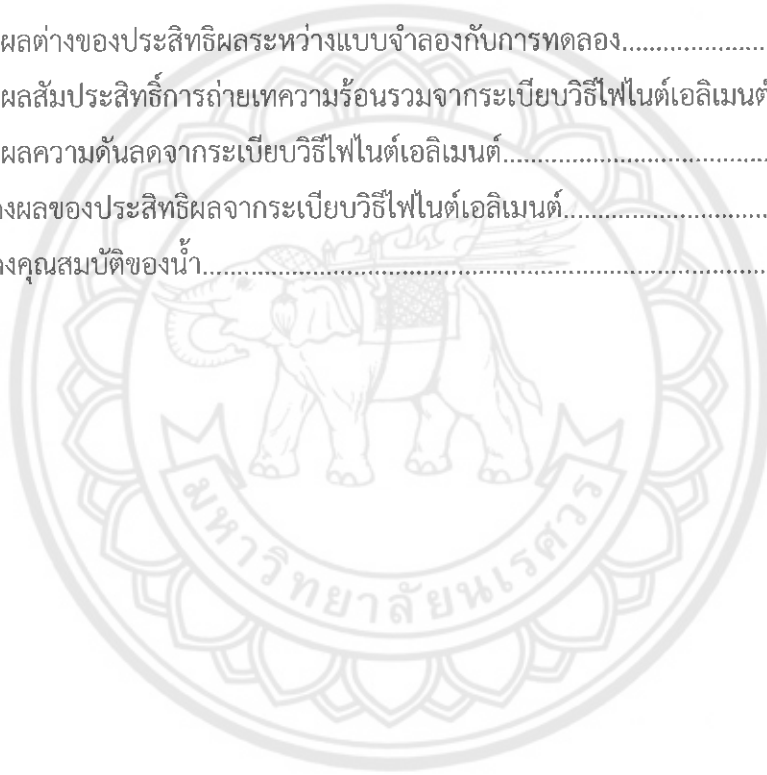 ผลต่างของประสิทธิผลระหว่างแบบจำลองกับการทดลอง....................
ผลสัมประสิทธิ์การถ่ายเทความร้อนรวมจากระเบียบวิธีไฟไนต์เอลิเมนต์
ผลความดันลดจากระเบียบวิธีไฟไนต์เอลิเมนต์....................
งผลของประสิทธิผลจากระเบียบวิธีไฟไนต์เอลิเมนต์....................
งคุณสมบัติของน้ำ....................
มหาวิทยาลัยนเรศวร